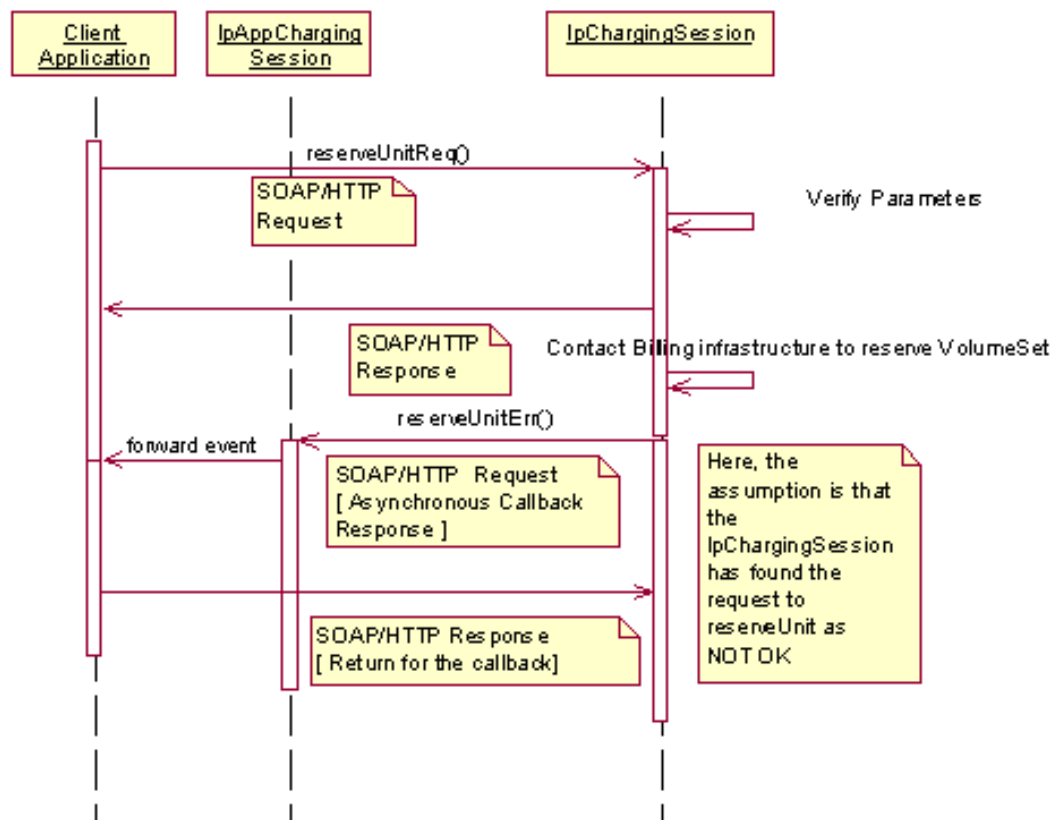 Client
Application
IpAppCharging
Session
IpChargingSession
reserveUnitReq()
SOAP/HTTP
Request
Verify Parameters
SOAP/HTTP
Response
Contact Billing infrastructure to reserve VolumeSet
reserveUnitErr()
forward event
SOAP/HTTP Request
[ Asynchronous Callback
Response ]
Here, the
assumption is that
the
IpChargingSession
has found the
request to
reserveUnit as
NOT OK
SOAP/HTTP Response
[ Return for the callback]